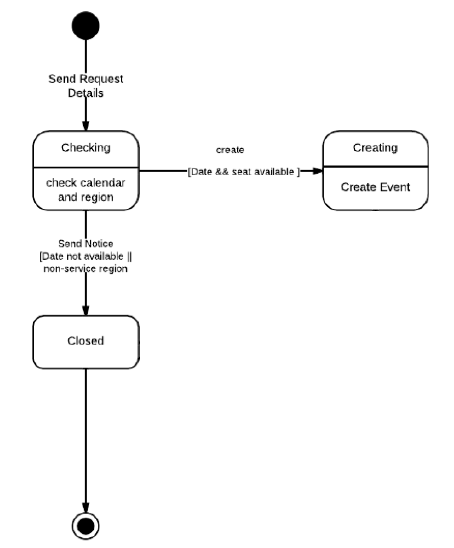 Send Request
Details
Checking
check calendar
and region
create
[Date && seat available ]
Creating
Create Event
Send Notice
[Date not available ||
non-service region
Closed